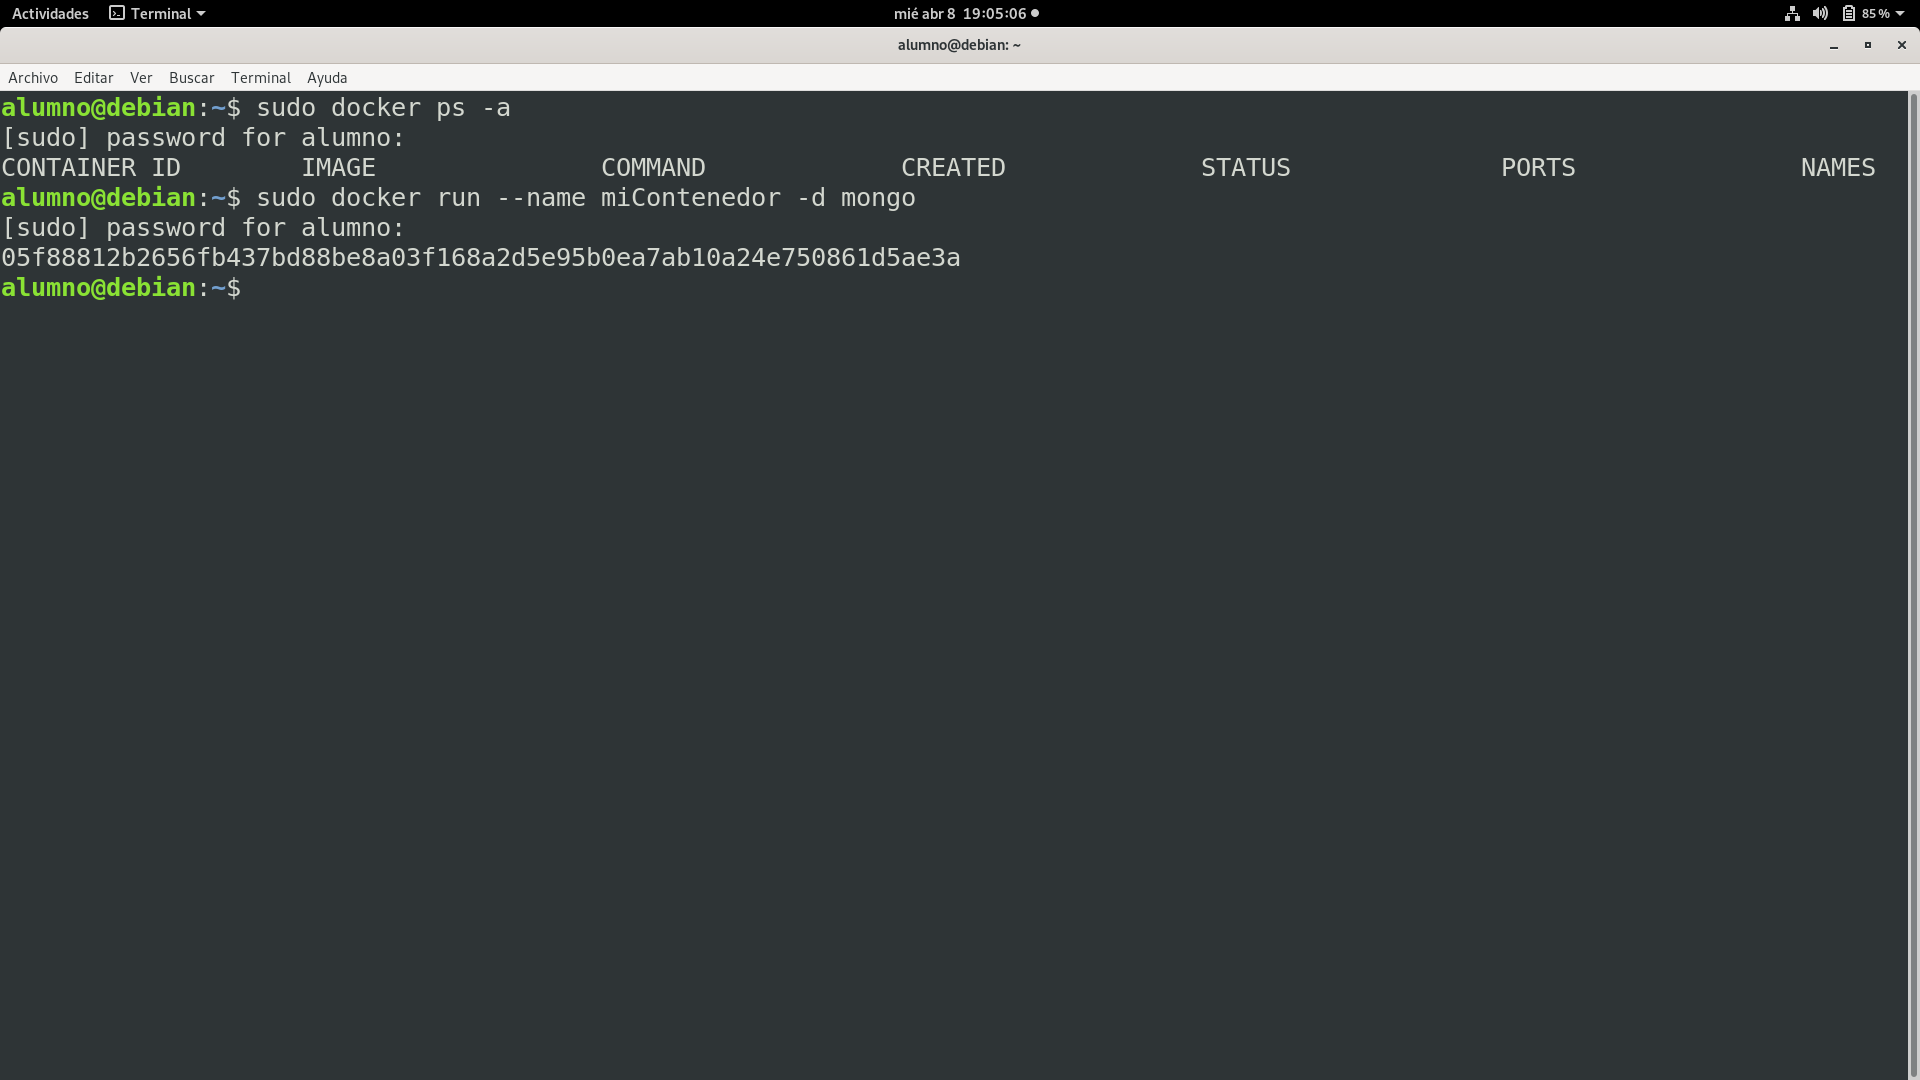 Actividades Terminal mié abr 8 19:05:06 85 %
alumno@debian: ~
Archivo Editar Ver Buscar Terminal Ayuda
alumno@debian:~$ sudo docker ps -a
[sudo] password for alumno:
CONTAINER ID IMAGE COMMAND CREATED STATUS PORTS NAMES
alumno@debian:~$ sudo docker run --name miContenedor -d mongo
[sudo] password for alumno:
05f88812b2656fb437bd88be8a03f168a2d5e95b0ea7ab10a24e750861d5ae3a
alumno@debian:~$